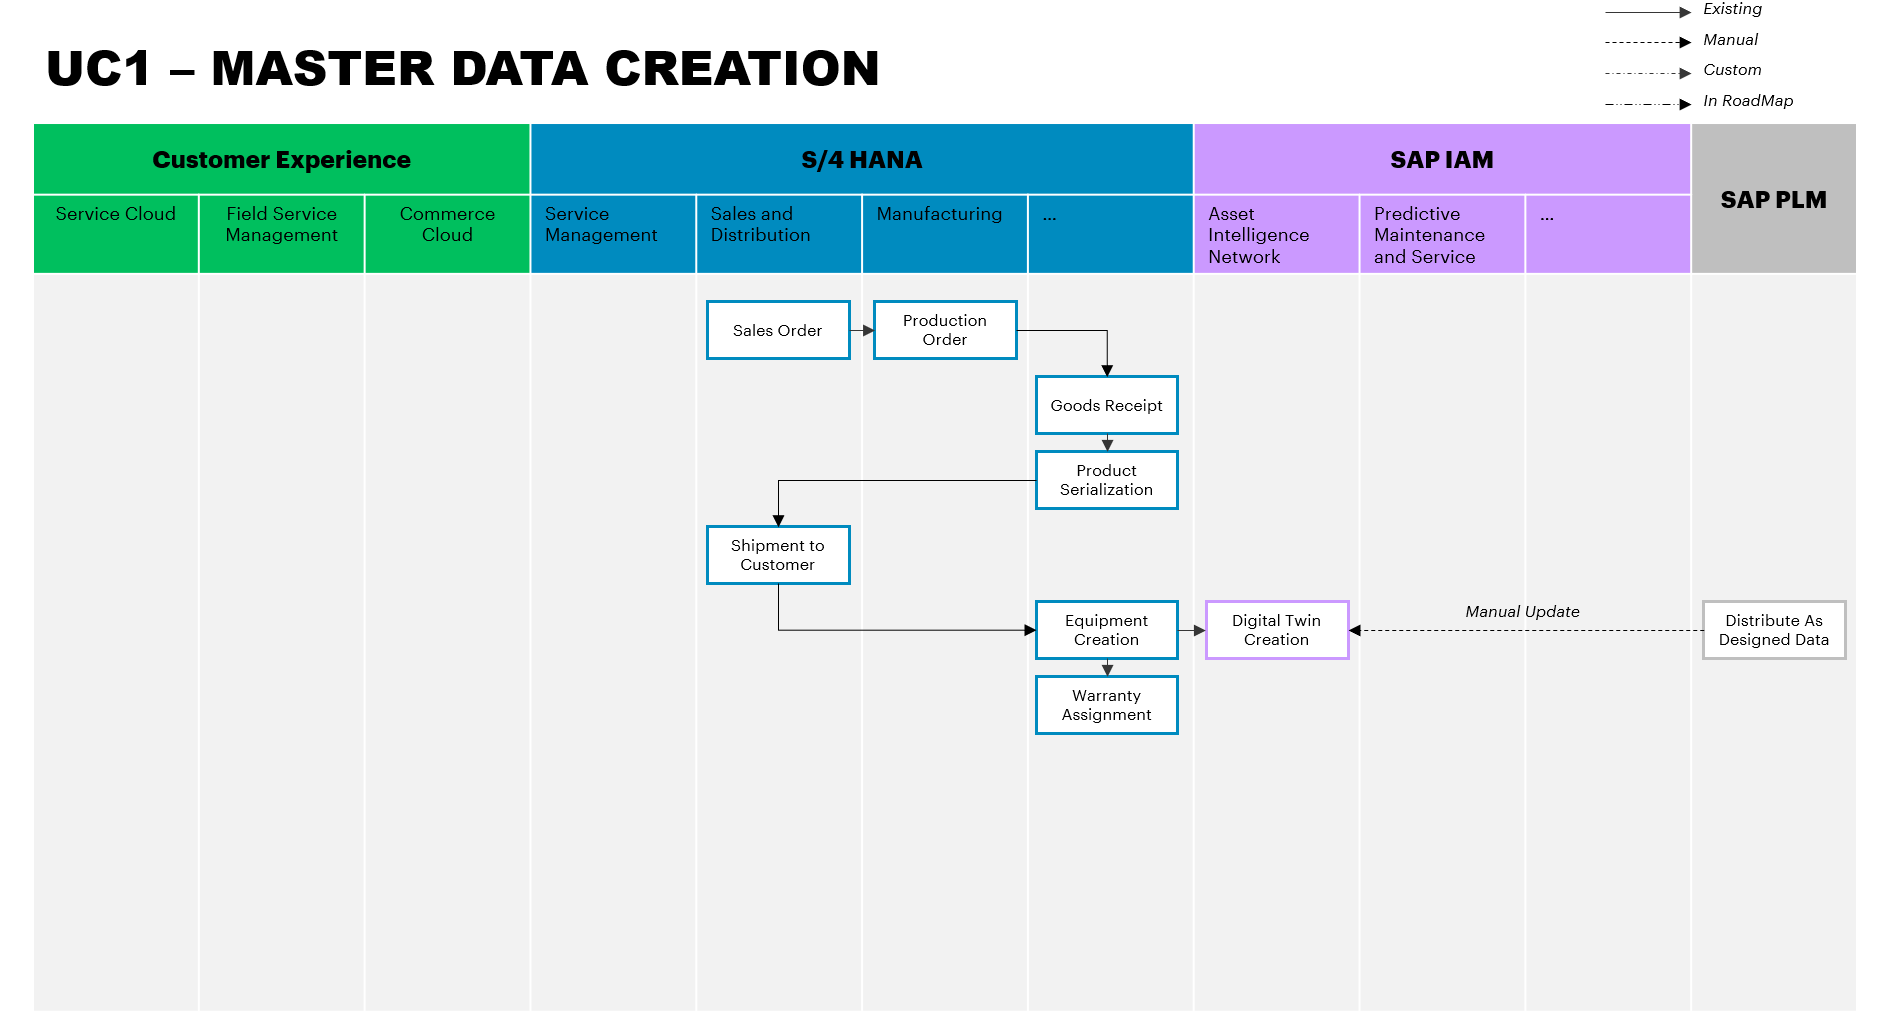 Existing
Manual
Custom
In RoadMap
UC1 – MASTER DATA CREATION
Customer Experience
S/4 HANA
SAP IAM
SAP PLM
Service Cloud
Field Service
Management
Commerce
Cloud
Service
Management
Sales and
Distribution
Manufacturing
...
Asset
Intelligence
Network
Predictive
Maintenance
and Service
...
Sales Order
Production
Order
Goods Receipt
Product
Serialization
Shipment to
Customer
Equipment
Creation
Digital Twin
Creation
Manual Update
Distribute As
Designed Data
Warranty
Assignment